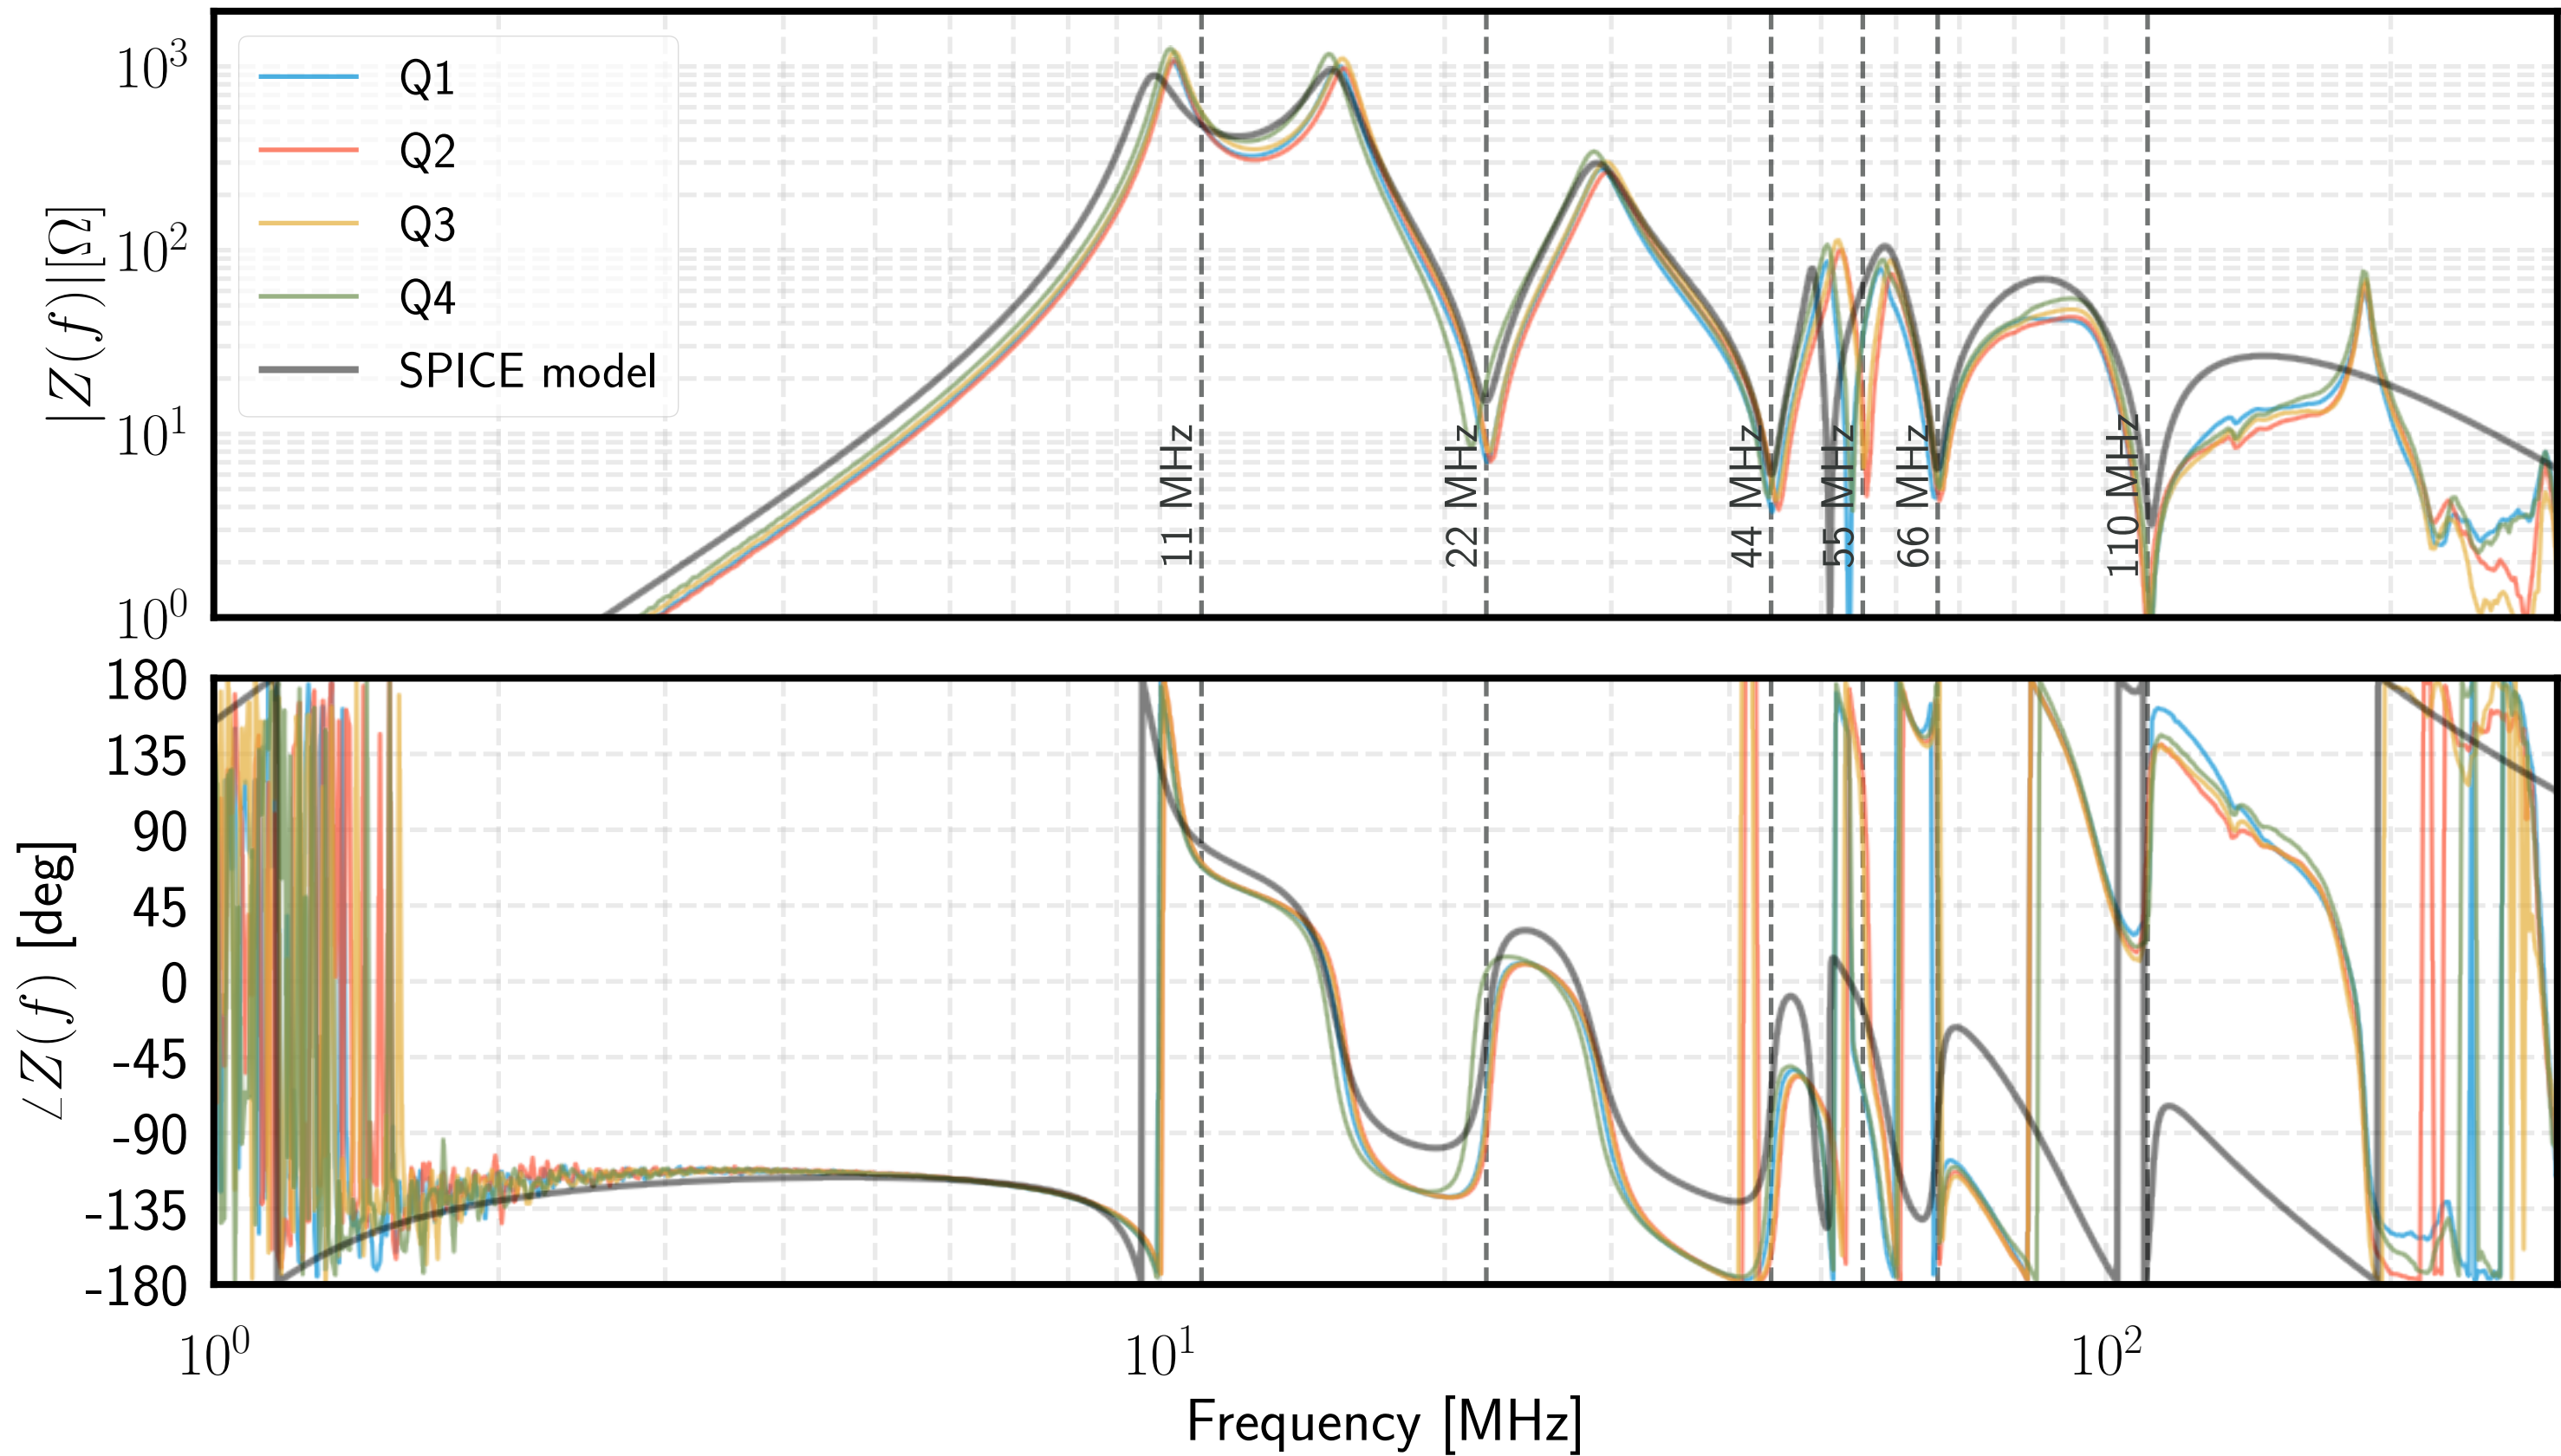 10³
10²
10¹
10⁰
|Z(f)|[Ω]
Q1
Q2
Q3
Q4
SPICE model
11 MHz
22 MHz
44 MHz
55 MHz
66 MHz
110 MHz
180
135
90
45
0
-45
-90
-135
-180
∠Z(f) [deg]
10⁰
10¹
10²
Frequency [MHz]